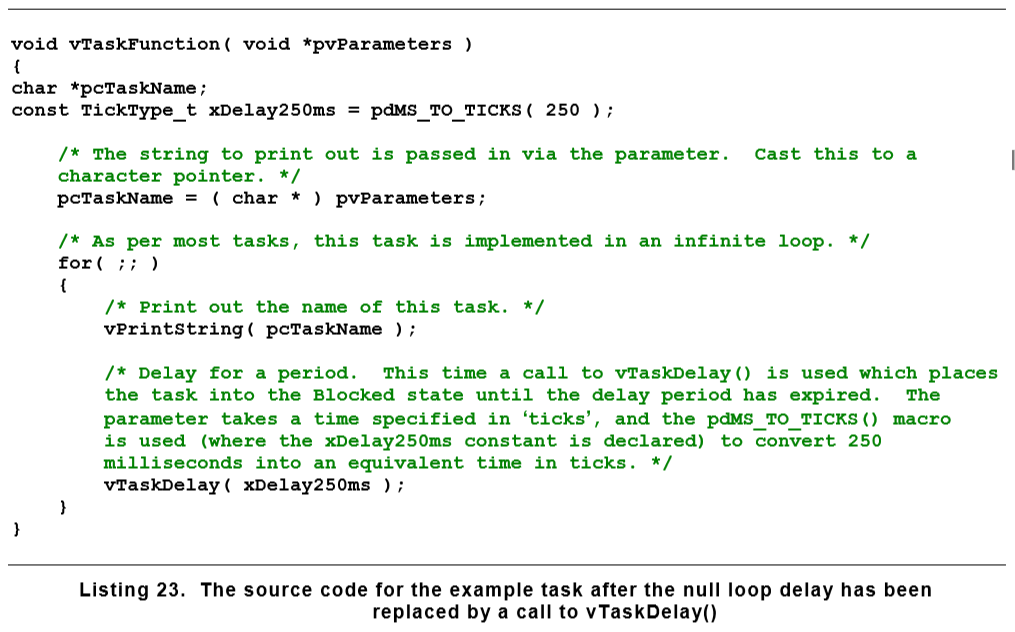 void vTaskFunction( void *pvParameters )
{
char *pcTaskName;
const TickType_t xDelay250ms = pdMS_TO_TICKS( 250 );
/* The string to print out is passed in via the parameter.  Cast this to a
character pointer. */
pcTaskName = ( char * ) pvParameters;
/* As per most tasks, this task is implemented in an infinite loop. */
for( ;; )
{
/* Print out the name of this task. */
vPrintString( pcTaskName );
/* Delay for a period.  This time a call to vTaskDelay() is used which places
the task into the Blocked state until the delay period has expired.  The
parameter takes a time specified in ‘ticks’, and the pdMS_TO_TICKS() macro
is used (where the xDelay250ms constant is declared) to convert 250
milliseconds into an equivalent time in ticks. */
vTaskDelay( xDelay250ms );
}
}
Listing 23.  The source code for the example task after the null loop delay has been
replaced by a call to vTaskDelay()